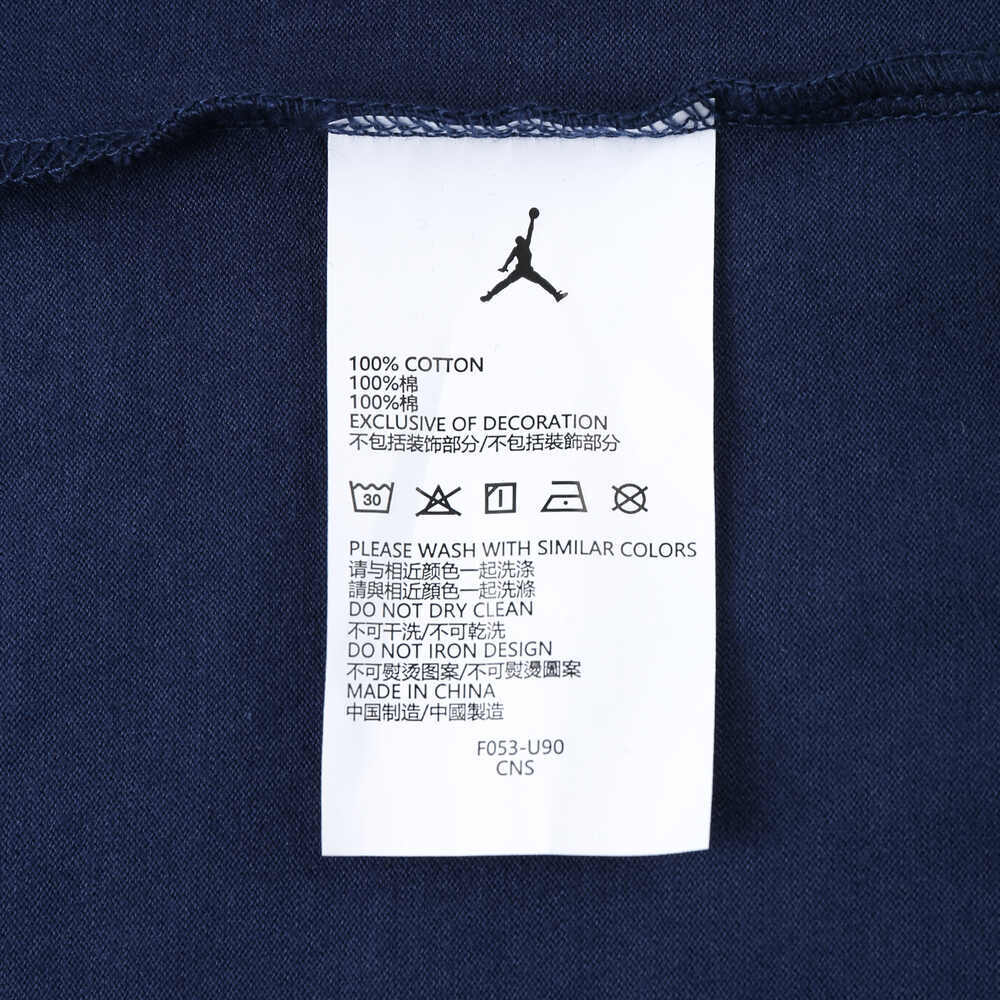 100% COTTON
100%棉
100%棉
EXCLUSIVE OF DECORATION
不包括装饰部分/不包括裝飾部分
30
PLEASE WASH WITH SIMILAR COLORS
请与相近颜色一起洗涤
請與相近顔色一起洗滌
DO NOT DRY CLEAN
不可干洗/不可乾洗
DO NOT IRON DESIGN
不可熨烫图案/不可熨燙圖案
MADE IN CHINA
中国制造/中國製造
F053-U90
CNS